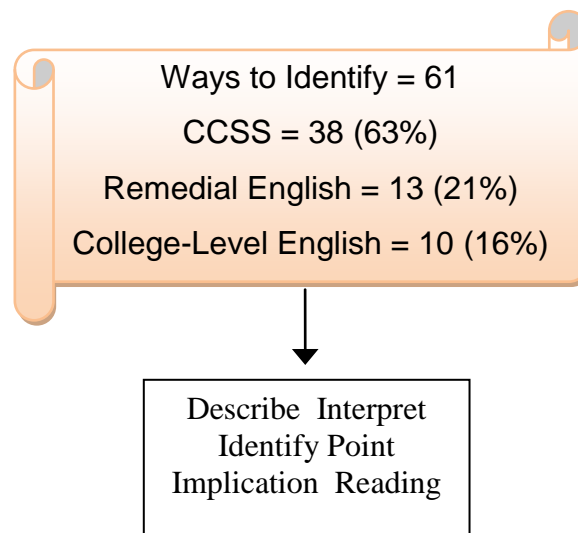 Ways to Identify = 61
CCSS = 38 (63%)
Remedial English = 13 (21%)
College-Level English = 10 (16%)
Describe Interpret
Identify Point
Implication Reading